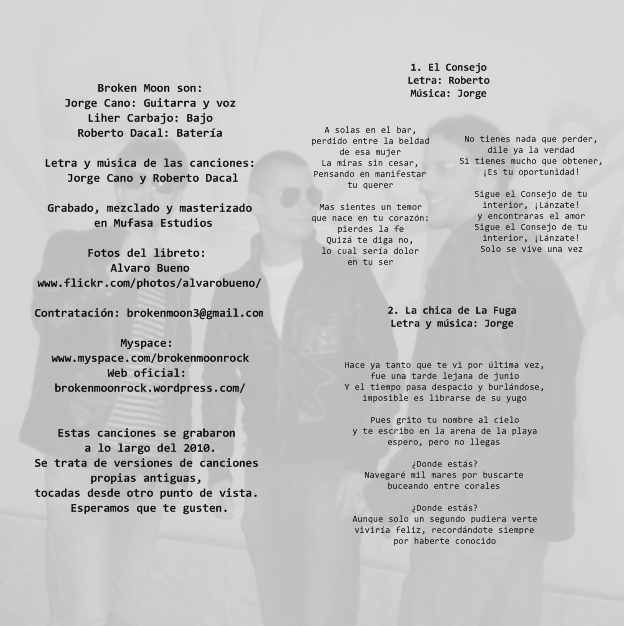 Broken Moon son:
Jorge Cano: Guitarra y voz
Liher Carbajo: Bajo
Roberto Dacal: Batería
Letra y música de las canciones:
Jorge Cano y Roberto Dacal
Grabado, mezclado y masterizado
en Mufasa Estudios
Fotos del libreto:
Alvaro Bueno
www.flickr.com/photos/alvarobueno/
Contratación: brokenmoon3@gmail.com
Myspace:
www.myspace.com/brokenmoonrock
Web oficial:
brokenmoonrock.wordpress.com/
Estas canciones se grabaron
a lo largo del 2010.
Se trata de versiones de canciones
propias antiguas,
tocadas desde otro punto de vista.
Esperamos que te gusten.
1. El Consejo
Letra: Roberto
Música: Jorge
A solas en el bar,
perdido entre la beldad
de esa mujer
La miras sin cesar,
Pensando en manifestar
tu querer
Mas sientes un temor
que nace en tu corazón:
pierdes la fe
Quizá te diga no,
lo cual sería dolor
en tu ser
No tienes nada que perder,
dile ya la verdad
Si tienes mucho que obtener,
¡Es tu oportunidad!
Sigue el Consejo de tu
interior, ¡Lánzate!
y encontraras el amor
Sigue el Consejo de tu
interior, ¡Lánzate!
Solo se vive una vez
2. La chica de La Fuga
Letra y música: Jorge
Hace ya tanto que te vi por última vez,
fue una tarde lejana de junio
Y el tiempo pasa despacio y burlándose,
imposible es librarse de su yugo
Pues grito tu nombre al cielo
y te escribo en la arena de la playa
espero, pero no llegas
¿Donde estás?
Navegaré mil mares por buscarte
buceando entre corales
¿Donde estás?
Aunque solo un segundo pudiera verte
viviría feliz, recordándote siempre
por haberte conocido